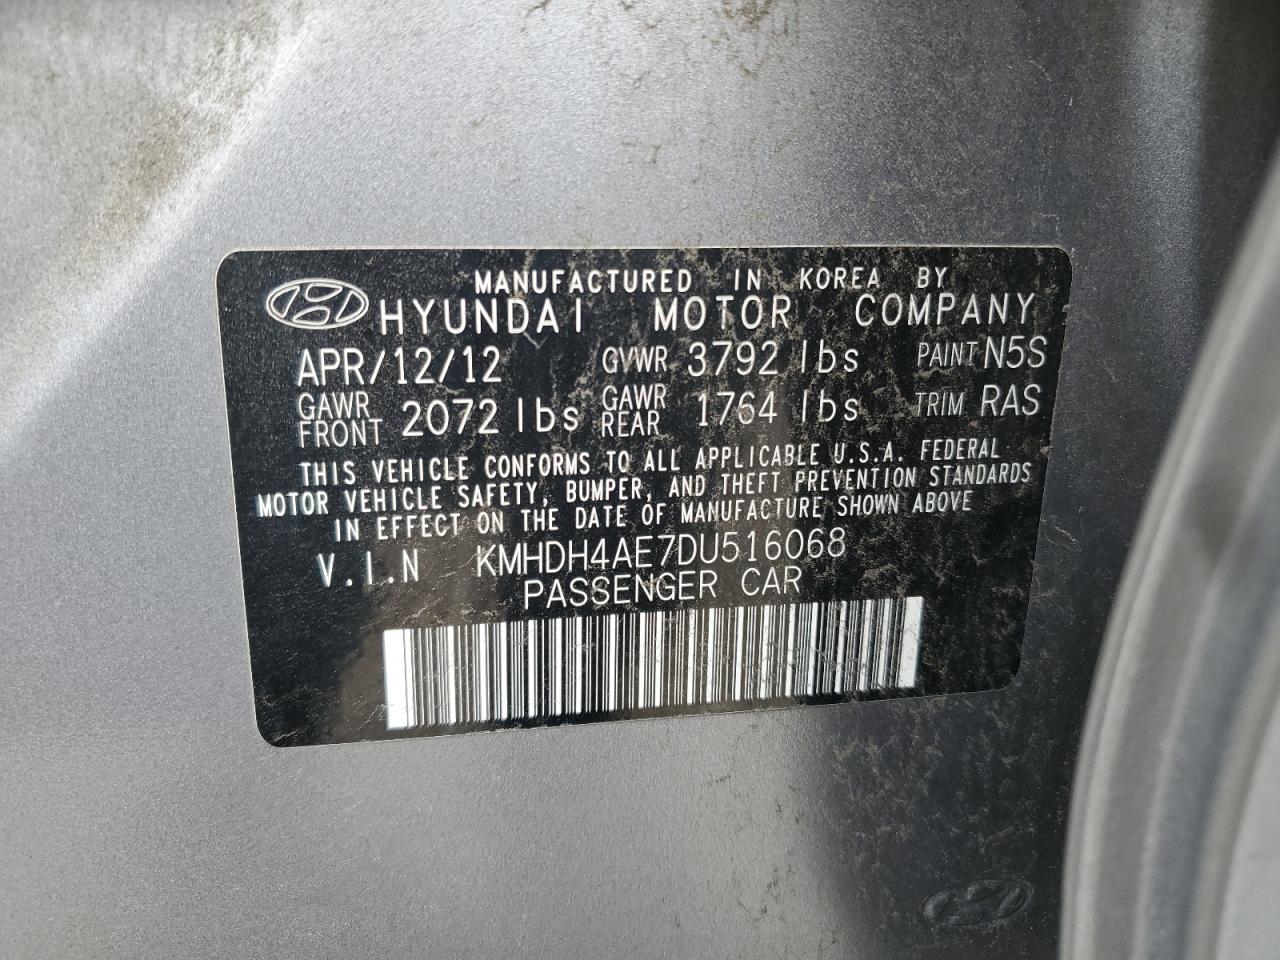 MANUFACTURED IN KOREA BY
HYUNDAI MOTOR COMPANY
APR/12/12 GVWR 3792 lbs PAINT N5S
GAWR FRONT 2072 lbs GAWR REAR 1764 lbs TRIM RAS
THIS VEHICLE CONFORMS TO ALL APPLICABLE U.S.A. FEDERAL
MOTOR VEHICLE SAFETY, BUMPER, AND THEFT PREVENTION STANDARDS
IN EFFECT ON THE DATE OF MANUFACTURE SHOWN ABOVE
V.I.N KMHDH4AE7DU516068
PASSENGER CAR